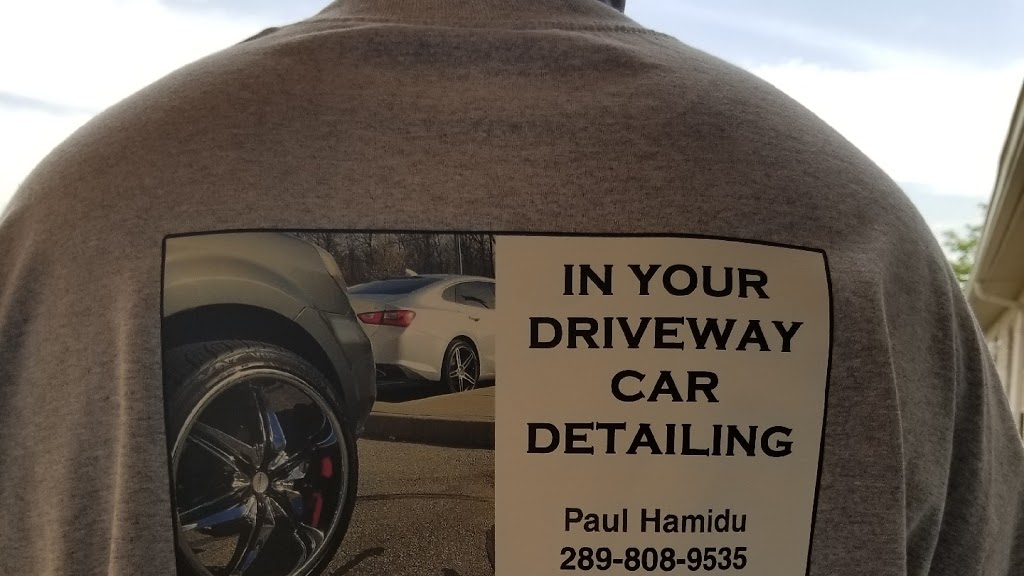 IN YOUR
DRIVEWAY
CAR
DETAILING
Paul Hamidu
289-808-9535